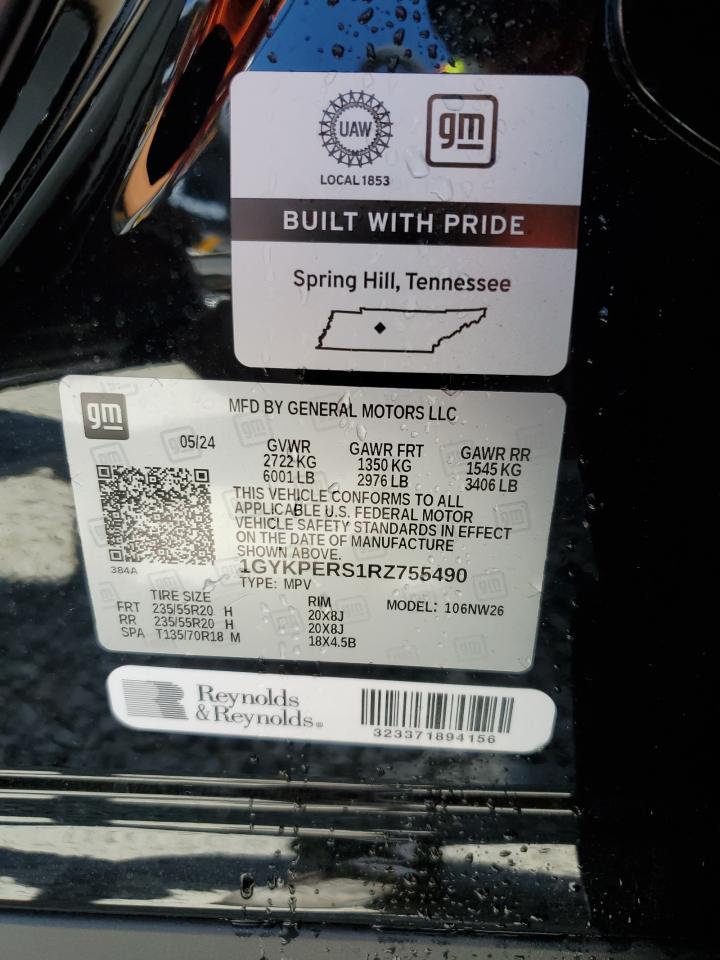 UAW
gm
LOCAL 1853
BUILT WITH PRIDE
Spring Hill, Tennessee
gm
MFD BY GENERAL MOTORS LLC
05/24
GVWR GAWR FRT GAWR RR
2722 KG 1350 KG 1545 KG
6001 LB 2976 LB 3406 LB
THIS VEHICLE CONFORMS TO ALL
APPLICABLE U.S. FEDERAL MOTOR
VEHICLE SAFETY STANDARDS IN EFFECT
ON THE DATE OF MANUFACTURE
SHOWN ABOVE.
384A
1GYKPERS1RZ755490
TYPE: MPV
TIRE SIZE RIM MODEL: 106NW26
FRT 235/55R20 H 20X8J
RR 235/55R20 H 20X8J
SPA T135/70R18 M 18X4.5B
Reynolds
&Reynolds®
323371894156